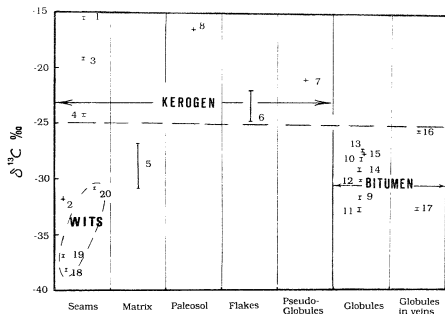 -15
-20
-25
-30
-35
-40
δ 13C ‰
1
8
3
7
KEROGEN
4
6
5
13
15
10
14
12
BITUMEN
9
11
16
17
2
20
WITS
19
18
Seams
Matrix
Paleosol
Flakes
Pseudo-
Globules
Globules
Globules
in veins